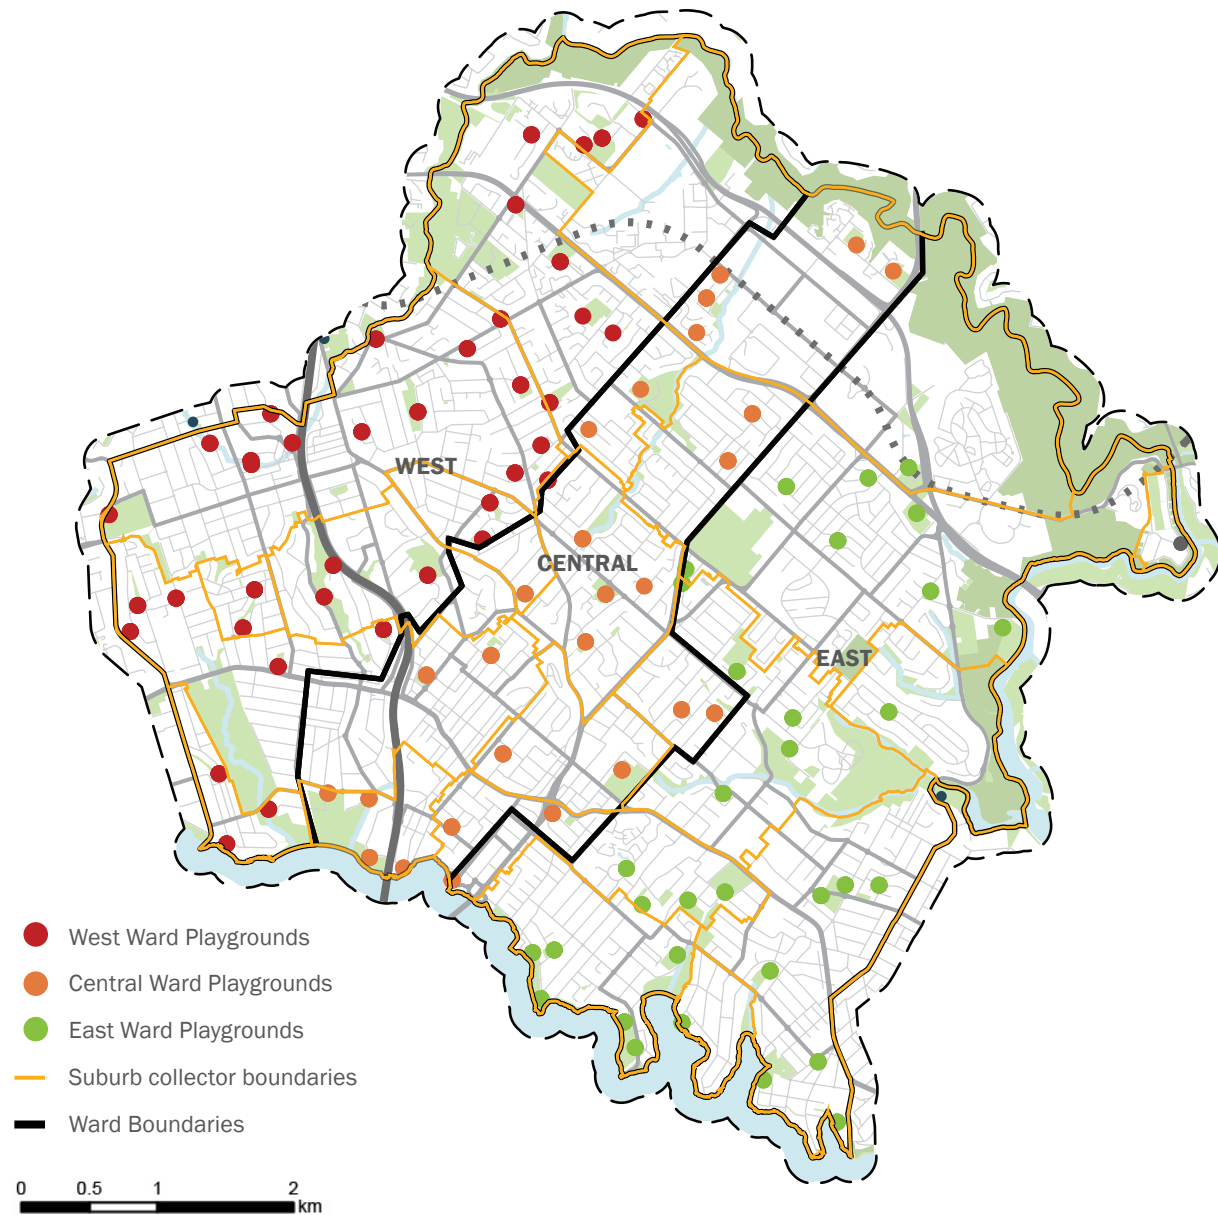 WEST
CENTRAL
EAST
West Ward Playgrounds
Central Ward Playgrounds
East Ward Playgrounds
Suburb collector boundaries
Ward Boundaries
0 0.5 1 2
km